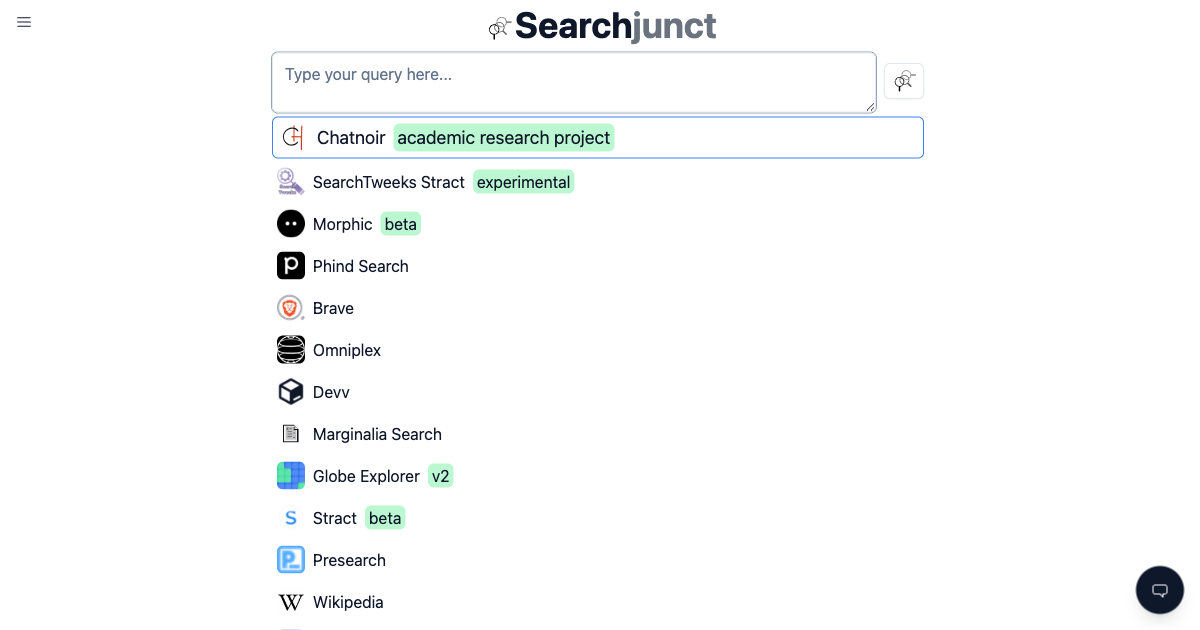 Searchjunct
Type your query here...
Chatnoir academic research project
SearchTweeks Stract experimental
Morphic beta
Phind Search
Brave
Omniplex
Devv
Marginalia Search
Globe Explorer v2
Stract beta
Presearch
Wikipedia